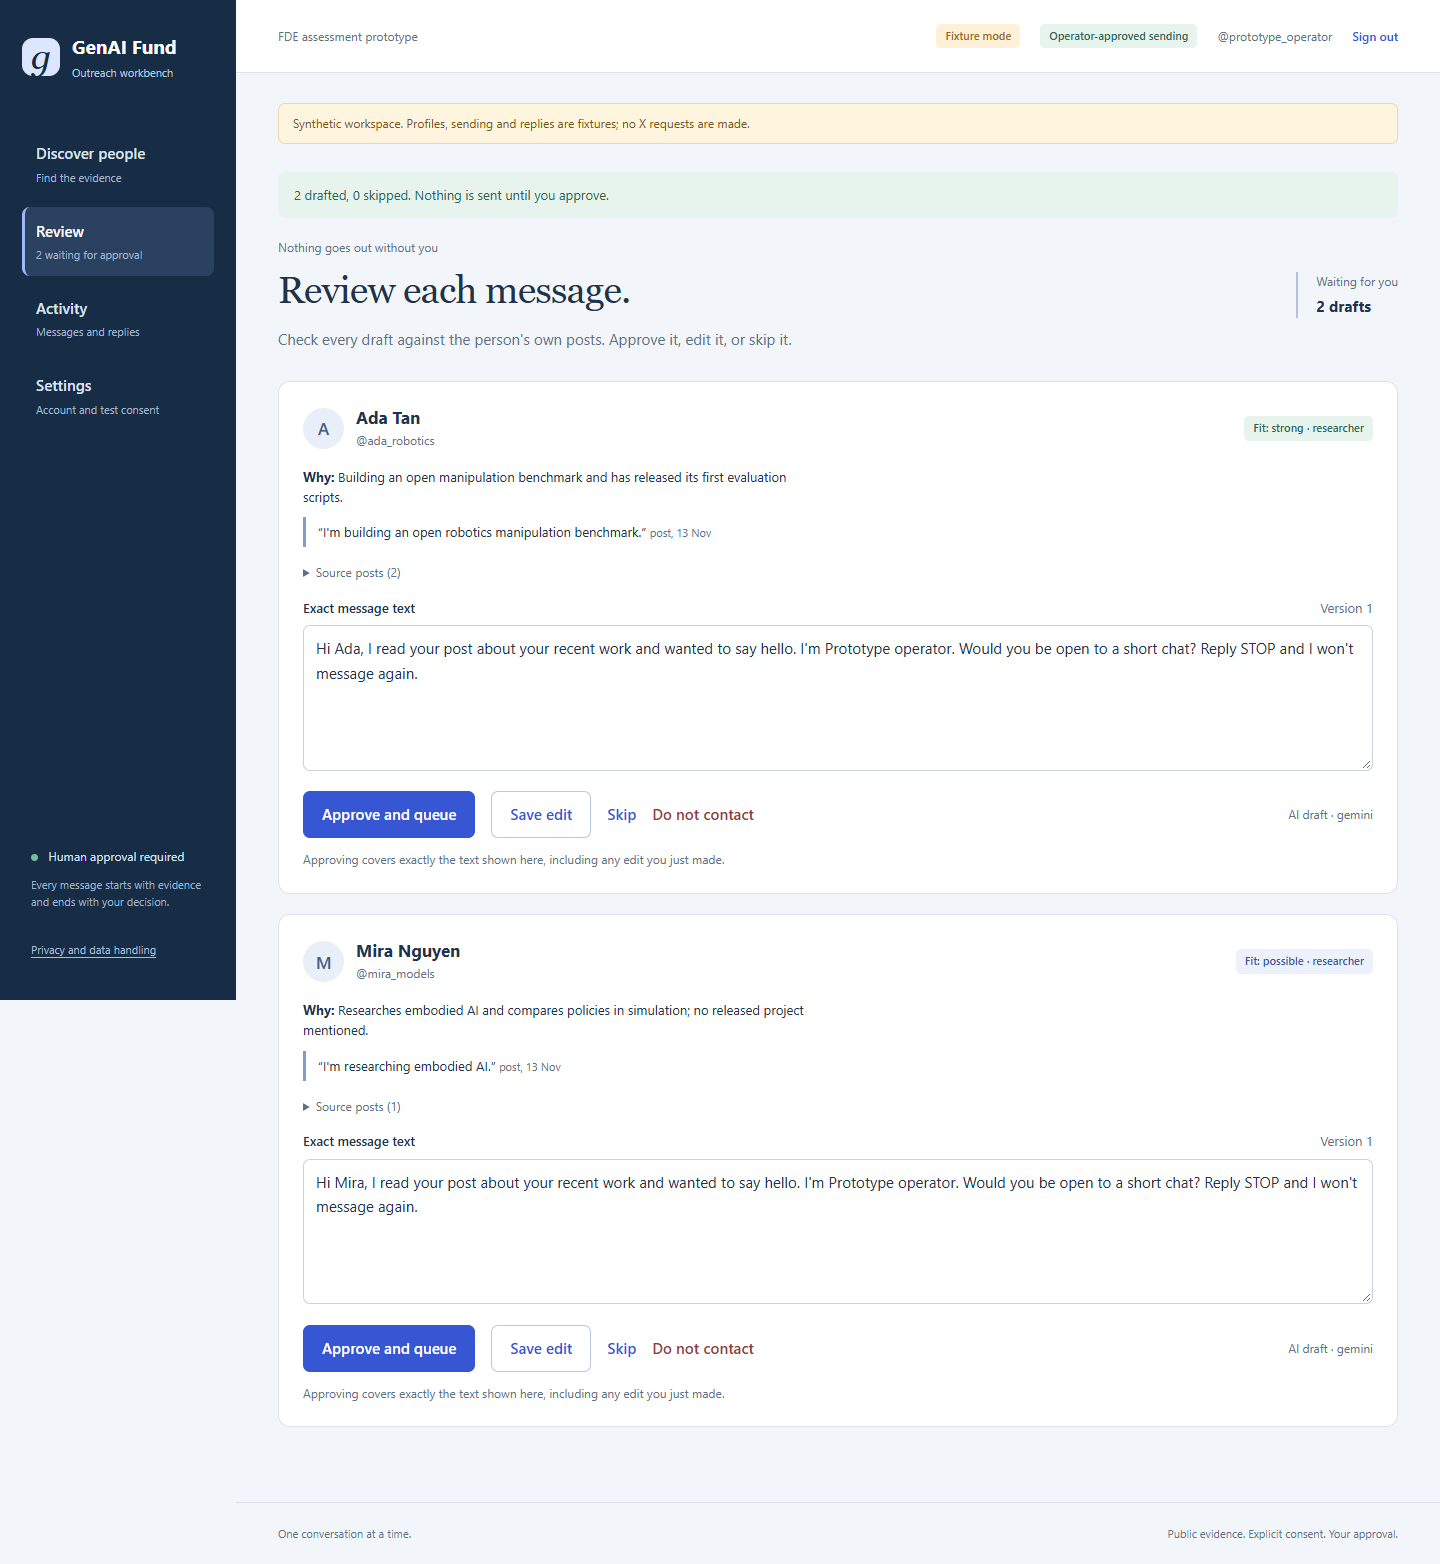 g
GenAI Fund
Outreach workbench
Discover people
Find the evidence
Review
2 waiting for approval
Activity
Messages and replies
Settings
Account and test consent
Human approval required
Every message starts with evidence
and ends with your decision.
Privacy and data handling
FDE assessment prototype
Fixture mode
Operator-approved sending
@prototype_operator
Sign out
Synthetic workspace. Profiles, sending and replies are fixtures; no X requests are made.
2 drafted, 0 skipped. Nothing is sent until you approve.
Nothing goes out without you
Review each message.
Check every draft against the person's own posts. Approve it, edit it, or skip it.
Waiting for you
2 drafts
A
Ada Tan
@ada_robotics
Fit: strong · researcher
Why: Building an open manipulation benchmark and has released its first evaluation
scripts.
“I'm building an open robotics manipulation benchmark.” post, 13 Nov
Source posts (2)
Exact message text
Version 1
Hi Ada, I read your post about your recent work and wanted to say hello. I'm Prototype operator. Would you be open to a short chat? Reply STOP and I won't
message again.
Approve and queue
Save edit
Skip
Do not contact
AI draft · gemini
Approving covers exactly the text shown here, including any edit you just made.
M
Mira Nguyen
@mira_models
Fit: possible · researcher
Why: Researches embodied AI and compares policies in simulation; no released project
mentioned.
“I'm researching embodied AI.” post, 13 Nov
Source posts (1)
Exact message text
Version 1
Hi Mira, I read your post about your recent work and wanted to say hello. I'm Prototype operator. Would you be open to a short chat? Reply STOP and I won't
message again.
Approve and queue
Save edit
Skip
Do not contact
AI draft · gemini
Approving covers exactly the text shown here, including any edit you just made.
One conversation at a time.
Public evidence. Explicit consent. Your approval.